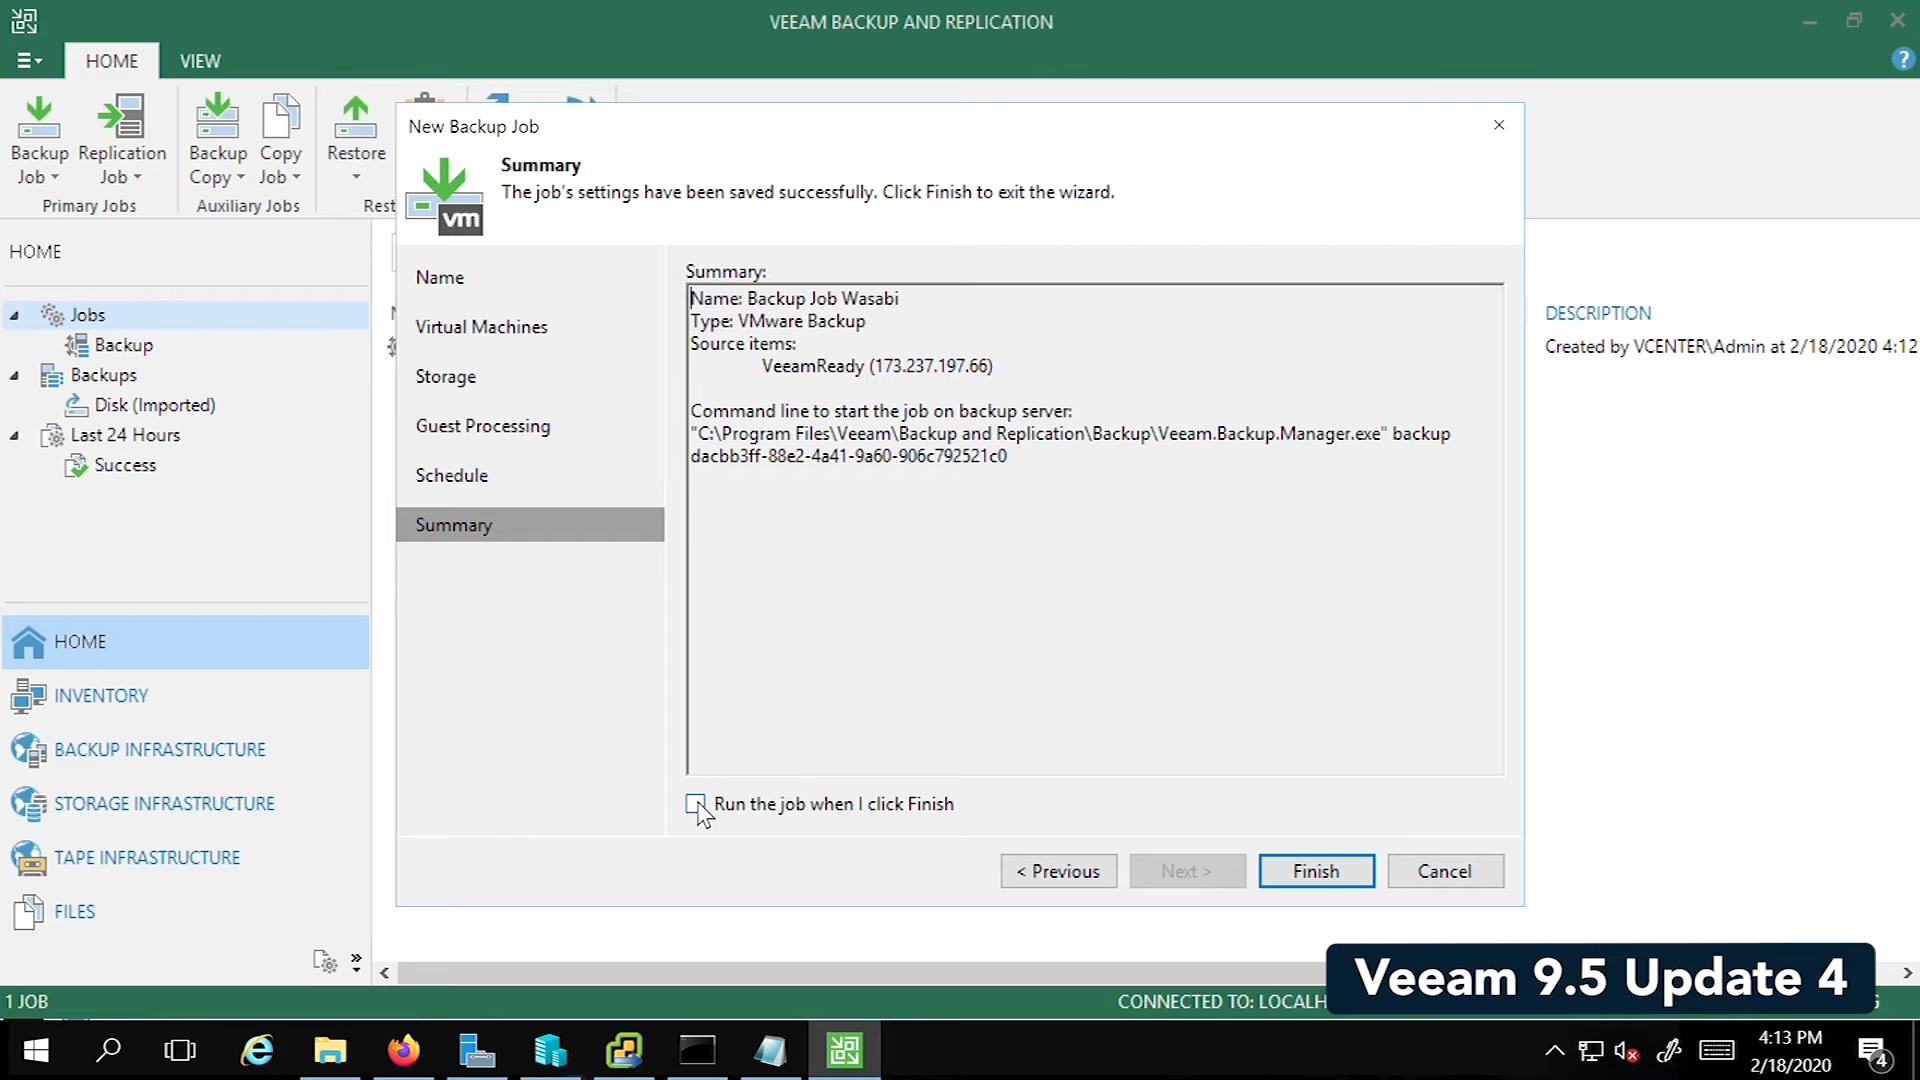 VEEAM BACKUP AND REPLICATION
HOME
VIEW
?
Backup
Job
Replication
Job
Backup
Copy
Copy
Job
Restore
Primary Jobs
Auxiliary Jobs
Rest
New Backup Job
Summary
The job's settings have been saved successfully. Click Finish to exit the wizard.
vm
HOME
Jobs
Backup
Backups
Disk (Imported)
Last 24 Hours
Success
Name
Virtual Machines
Storage
Guest Processing
Schedule
Summary
Summary:
Name: Backup Job Wasabi
Type: VMware Backup
Source items:
VeeamReady (173.237.197.66)
Command line to start the job on backup server:
"C:\Program Files\Veeam\Backup and Replication\Backup\Veeam.Backup.Manager.exe" backup
dacbb3ff-88e2-4a41-9a60-906c792521c0
Run the job when I click Finish
< Previous
Next >
Finish
Cancel
DESCRIPTION
Created by VCENTER\Admin at 2/18/2020 4:12
HOME
INVENTORY
BACKUP INFRASTRUCTURE
STORAGE INFRASTRUCTURE
TAPE INFRASTRUCTURE
FILES
Veeam 9.5 Update 4
1 JOB
CONNECTED TO: LOCALH
4:13 PM
2/18/2020
4